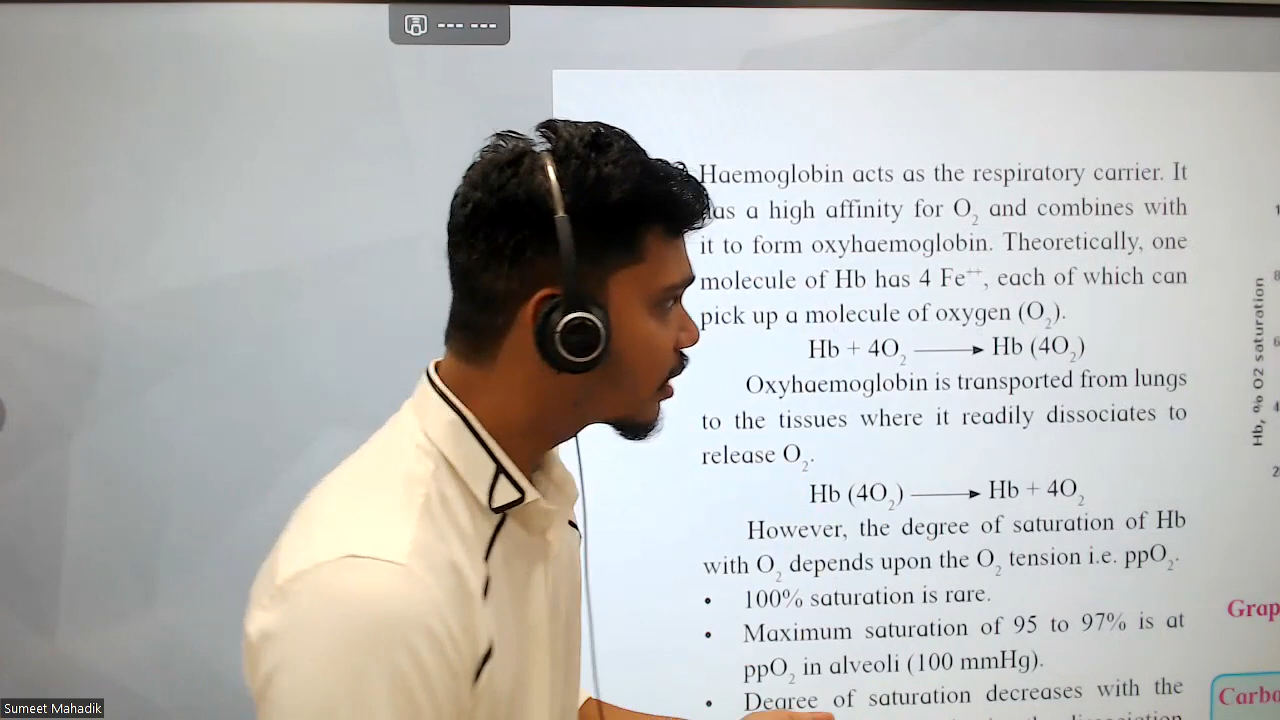 Haemoglobin acts as the respiratory carrier. It
has a high affinity for O₂ and combines with
it to form oxyhaemoglobin. Theoretically, one
molecule of Hb has 4 Fe⁺⁺, each of which can
pick up a molecule of oxygen (O₂).
Hb + 4O₂ ⟶ Hb (4O₂)
Oxyhaemoglobin is transported from lungs
to the tissues where it readily dissociates to
release O₂.
Hb (4O₂) ⟶ Hb + 4O₂
However, the degree of saturation of Hb
with O₂ depends upon the O₂ tension i.e. ppO₂.
• 100% saturation is rare.
• Maximum saturation of 95 to 97% is at
ppO₂ in alveoli (100 mmHg).
• Degree of saturation decreases with the
Hb, % O2 saturation
Grap
Carb
Sumeet Mahadik